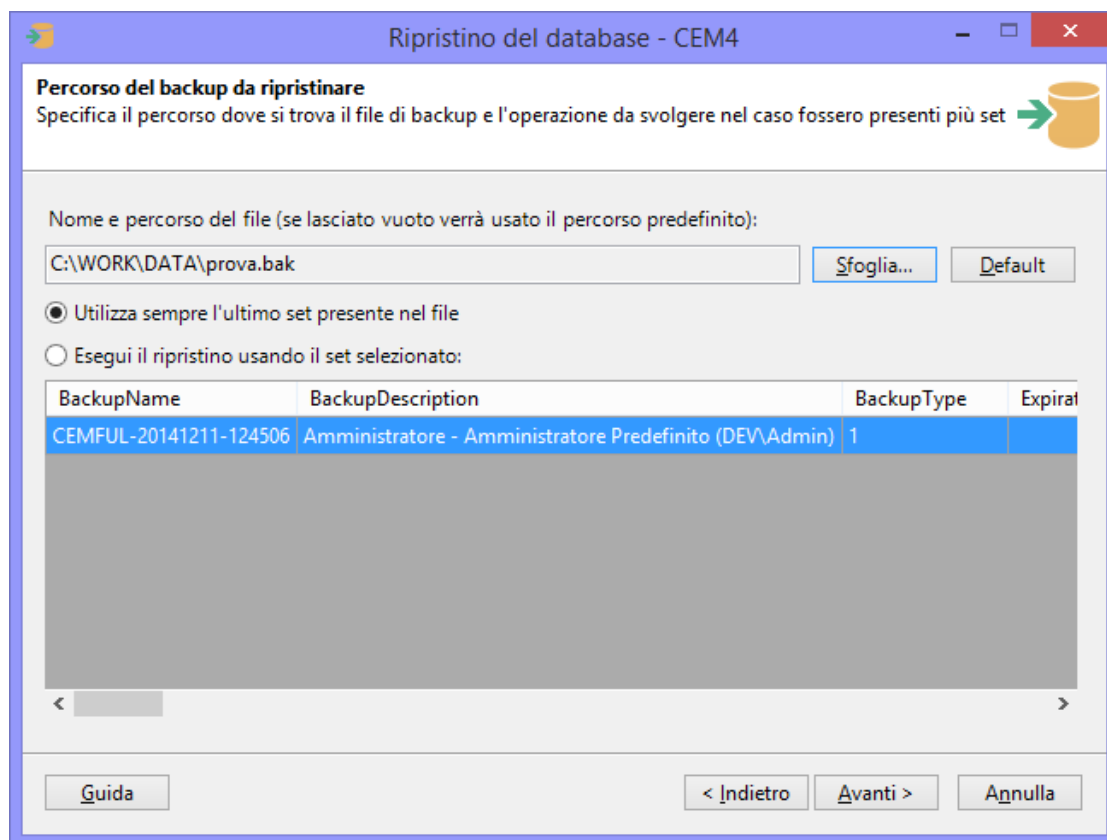 Ripristino del database - CEM4
Percorso del backup da ripristinare
Specifica il percorso dove si trova il file di backup e l'operazione da svolgere nel caso fossero presenti più set
Nome e percorso del file (se lasciato vuoto verrà usato il percorso predefinito):
C:\WORK\DATA\prova.bak Sfoglia... Default
Utilizza sempre l'ultimo set presente nel file
Esegui il ripristino usando il set selezionato:
BackupName BackupDescription BackupType Expirat
CEMFUL-20141211-124506 Amministratore - Amministratore Predefinito (DEV\Admin) 1
Guida < Indietro Avanti > Annulla